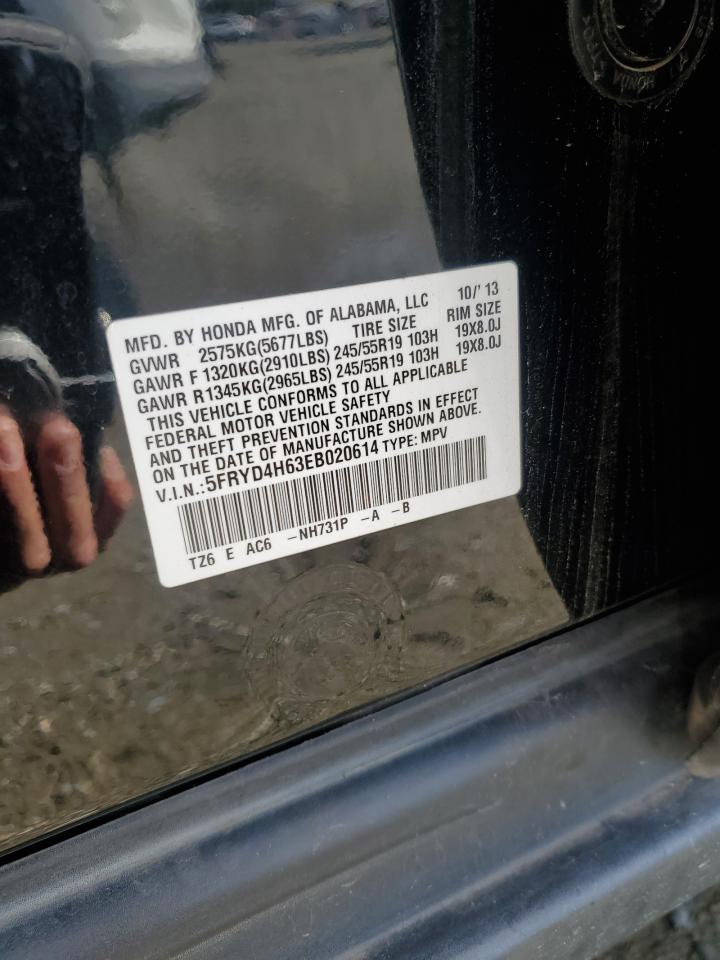 MFD. BY HONDA MFG. OF ALABAMA, LLC 10/'13
GVWR 2575KG(5677LBS) TIRE SIZE RIM SIZE
GAWR F 1320KG(2910LBS) 245/55R19 103H 19X8.0J
GAWR R 1345KG(2965LBS) 245/55R19 103H 19X8.0J
THIS VEHICLE CONFORMS TO ALL APPLICABLE
FEDERAL MOTOR VEHICLE SAFETY
AND THEFT PREVENTION STANDARDS IN EFFECT
ON THE DATE OF MANUFACTURE SHOWN ABOVE.
V.I.N.:5FRYD4H63EB020614 TYPE: MPV
TZ6 E AC6 -NH731P -A -B
HONDA